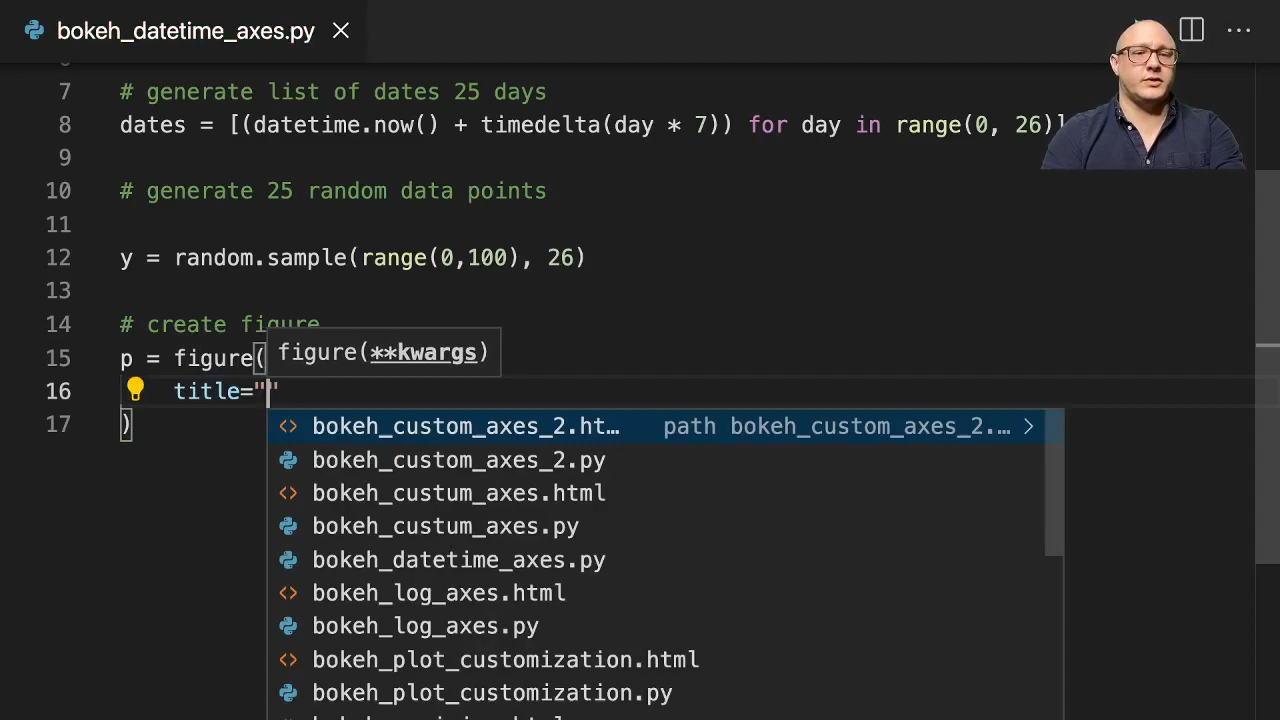 bokeh_datetime_axes.py
7 # generate list of dates 25 days
8 dates = [(datetime.now() + timedelta(day * 7)) for day in range(0, 26)]
9
10 # generate 25 random data points
11
12 y = random.sample(range(0,100), 26)
13
14 # create figure
15 p = figure(
figure(**kwargs)
16 title=""
17 )
bokeh_custom_axes_2.ht… path bokeh_custom_axes_2.…
bokeh_custom_axes_2.py
bokeh_custum_axes.html
bokeh_custum_axes.py
bokeh_datetime_axes.py
bokeh_log_axes.html
bokeh_log_axes.py
bokeh_plot_customization.html
bokeh_plot_customization.py